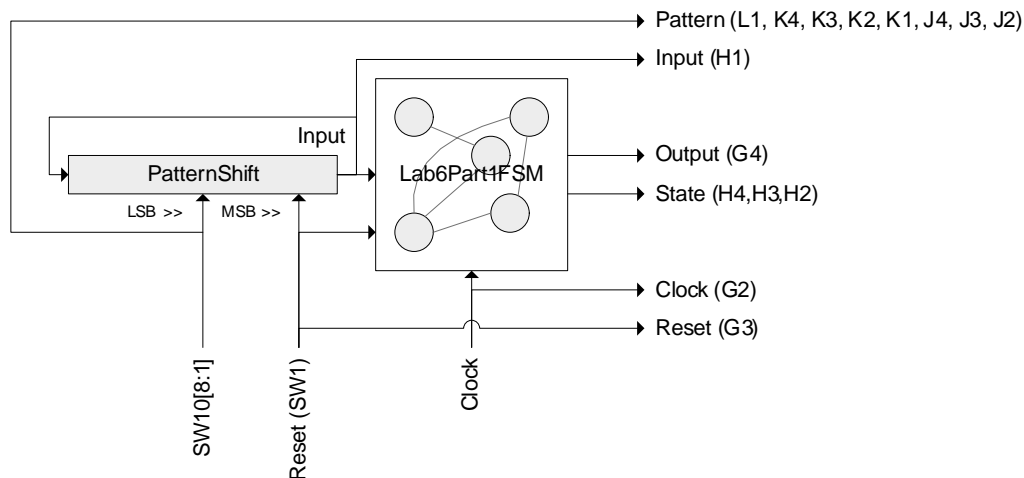 Pattern (L1, K4, K3, K2, K1, J4, J3, J2)
Input (H1)
Input
PatternShift
LSB >>
MSB >>
Lab6Part1FSM
Output (G4)
State (H4,H3,H2)
Clock (G2)
Reset (G3)
SW10[8:1]
Reset (SW1)
Clock